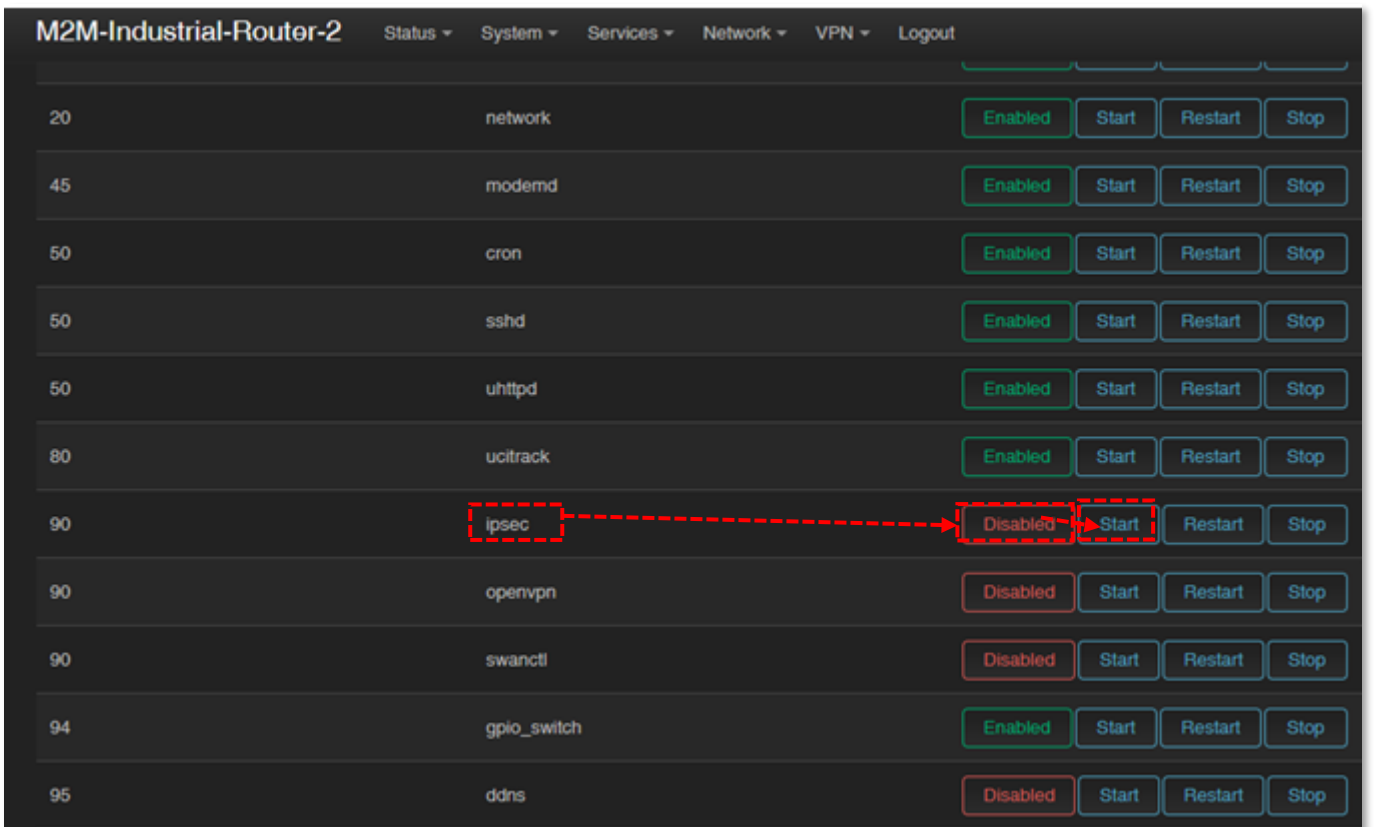 M2M-Industrial-Router-2 Status System Services Network VPN Logout
20 network Enabled Start Restart Stop
45 modemd Enabled Start Restart Stop
50 cron Enabled Start Restart Stop
50 sshd Enabled Start Restart Stop
50 uhttpd Enabled Start Restart Stop
80 ucitrack Enabled Start Restart Stop
90 ipsec Disabled Start Restart Stop
90 openvpn Disabled Start Restart Stop
90 swanctl Disabled Start Restart Stop
94 gpio_switch Enabled Start Restart Stop
95 ddns Disabled Start Restart Stop